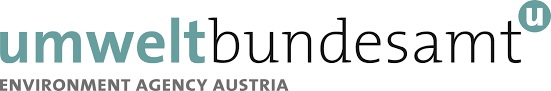 umweltbundesamt u
ENVIRONMENT AGENCY AUSTRIA